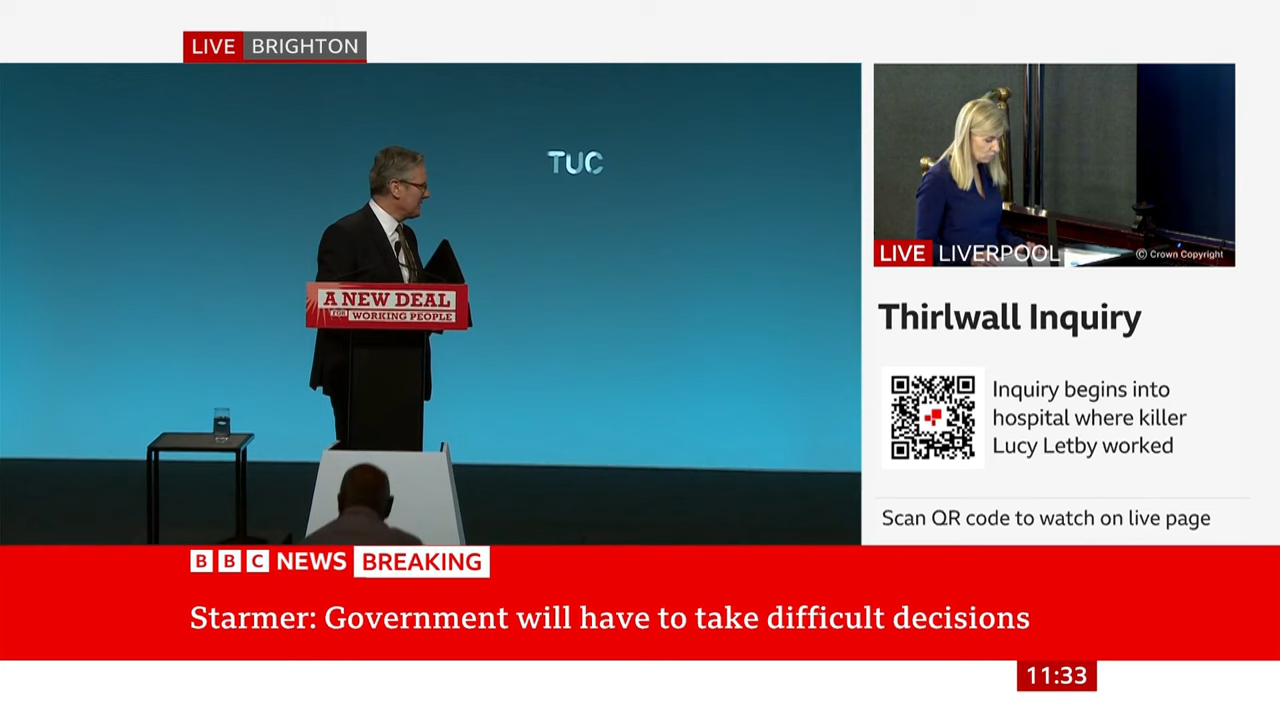 LIVE BRIGHTON
TUC
A NEW DEAL
FOR WORKING PEOPLE
LIVE LIVERPOOL
© Crown Copyright
Thirlwall Inquiry
Inquiry begins into
hospital where killer
Lucy Letby worked
Scan QR code to watch on live page
BBC NEWS BREAKING
Starmer: Government will have to take difficult decisions
11:33